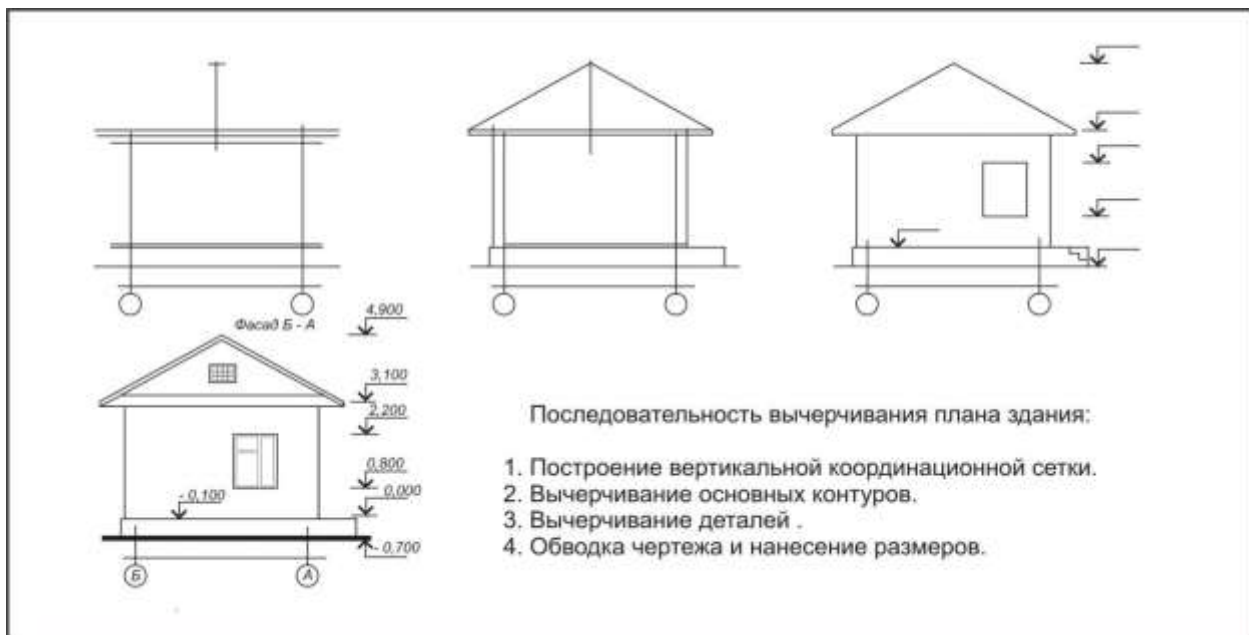 Фасад Б - А
4,900
3,100
2,200
0,800
0,000
- 0,100
- 0,700
Б
А
Последовательность вычерчивания плана здания:
1. Построение вертикальной координационной сетки.
2. Вычерчивание основных контуров.
3. Вычерчивание деталей .
4. Обводка чертежа и нанесение размеров.